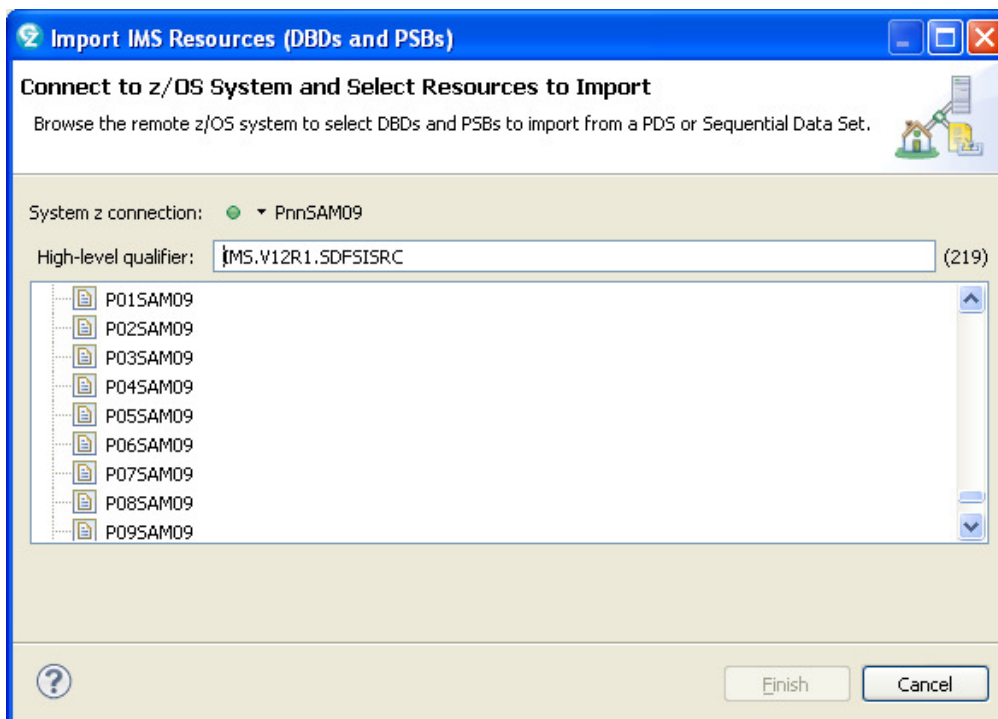 Import IMS Resources (DBDs and PSBs)
Connect to z/OS System and Select Resources to Import
Browse the remote z/OS system to select DBDs and PSBs to import from a PDS or Sequential Data Set.
System z connection: PnnSAM09
High-level qualifier: IMS.V12R1.SDFSISRC (219)
P01SAM09
P02SAM09
P03SAM09
P04SAM09
P05SAM09
P06SAM09
P07SAM09
P08SAM09
P09SAM09
? Finish Cancel